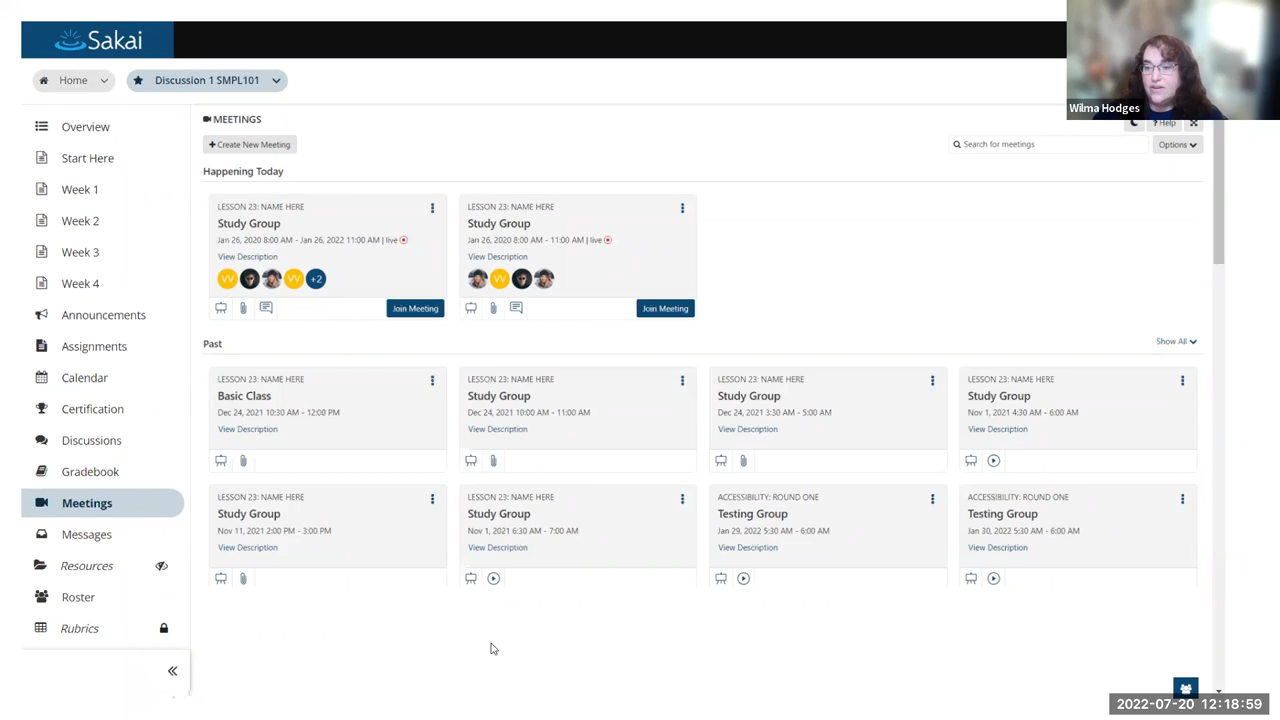 Sakai
Wilma Hodges
Home
Discussion 1 SMPL101
Overview
Start Here
Week 1
Week 2
Week 3
Week 4
Announcements
Assignments
Calendar
Certification
Discussions
Gradebook
Meetings
Messages
Resources
Roster
Rubrics
MEETINGS
? Help
+ Create New Meeting
Search for meetings
Options
Happening Today
LESSON 23: NAME HERE
Study Group
Jan 26, 2020 8:00 AM - Jan 26, 2022 11:00 AM | live
View Description
VV
VV
+2
Join Meeting
LESSON 23: NAME HERE
Study Group
Jan 26, 2020 8:00 AM - 11:00 AM | live
View Description
VV
Join Meeting
Past
Show All
LESSON 23: NAME HERE
Basic Class
Dec 24, 2021 10:30 AM - 12:00 PM
View Description
LESSON 23: NAME HERE
Study Group
Dec 24, 2021 10:00 AM - 11:00 AM
View Description
LESSON 23: NAME HERE
Study Group
Dec 24, 2021 3:30 AM - 5:00 AM
View Description
LESSON 23: NAME HERE
Study Group
Nov 1, 2021 4:30 AM - 6:00 AM
View Description
LESSON 23: NAME HERE
Study Group
Nov 11, 2021 2:00 PM - 3:00 PM
View Description
LESSON 23: NAME HERE
Study Group
Nov 1, 2021 6:30 AM - 7:00 AM
View Description
ACCESSIBILITY: ROUND ONE
Testing Group
Jan 29, 2022 5:30 AM - 6:00 AM
View Description
ACCESSIBILITY: ROUND ONE
Testing Group
Jan 30, 2022 5:30 AM - 6:00 AM
View Description
2022-07-20 12:18:59